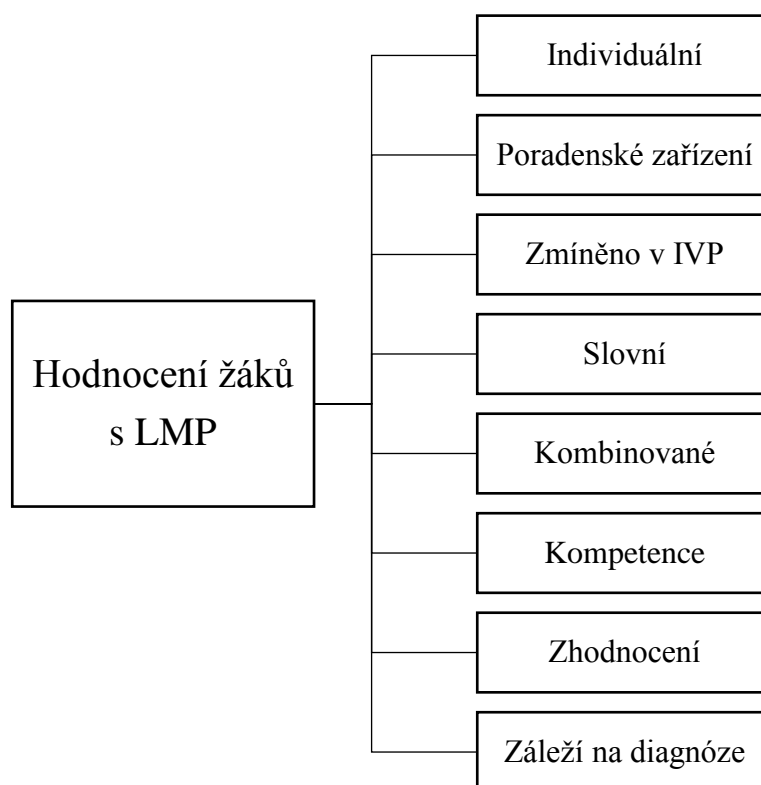 Hodnocení žáků
s LMP
Individuální
Poradenské zařízení
Zmíněno v IVP
Slovní
Kombinované
Kompetence
Zhodnocení
Záleží na diagnóze